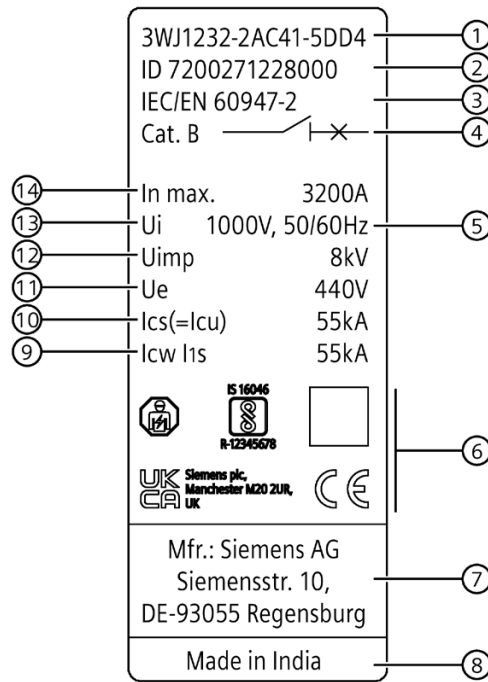 3WJ1232-2AC41-5DD4 1
ID 7200271228000 2
IEC/EN 60947-2 3
Cat. B 4
14 In max. 3200A
13 Ui 1000V, 50/60Hz 5
12 Uimp 8kV
11 Ue 440V
10 Ics(=Icu) 55kA
9 Icw I1s 55kA
IS 16046
R-12345678
6
UK
CA
Siemens plc,
Manchester M20 2UR,
UK
CE
Mfr.: Siemens AG
Siemensstr. 10, 7
DE-93055 Regensburg
Made in India 8